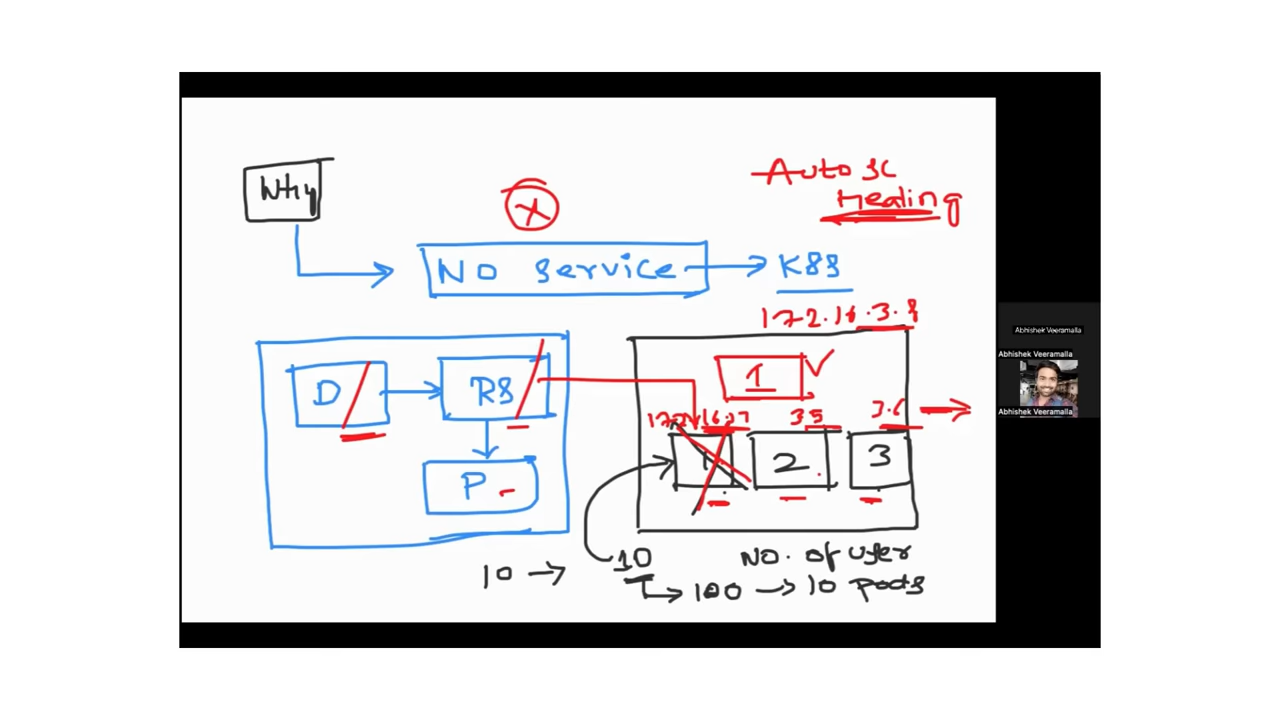 Why
X
Auto sc
Healing
NO service
K8s
172.16.3.8
D
RS
P
1
3.5
3.6
1
2
3
10
10
NO. of user
100
10 pods
Abhishek Veeramalla
Abhishek Veeramalla
Abhishek Veeramalla